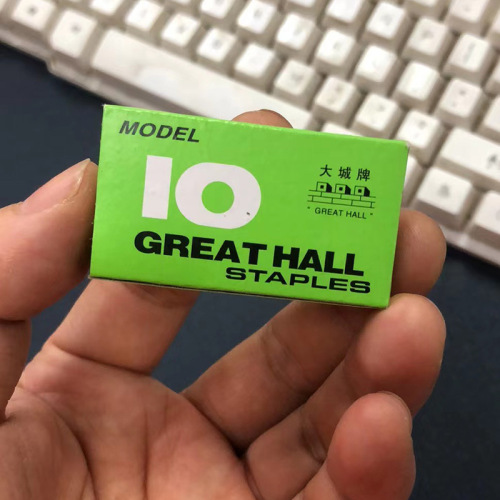 MODEL
10
GREAT HALL
STAPLES
大城牌
" GREAT HALL "